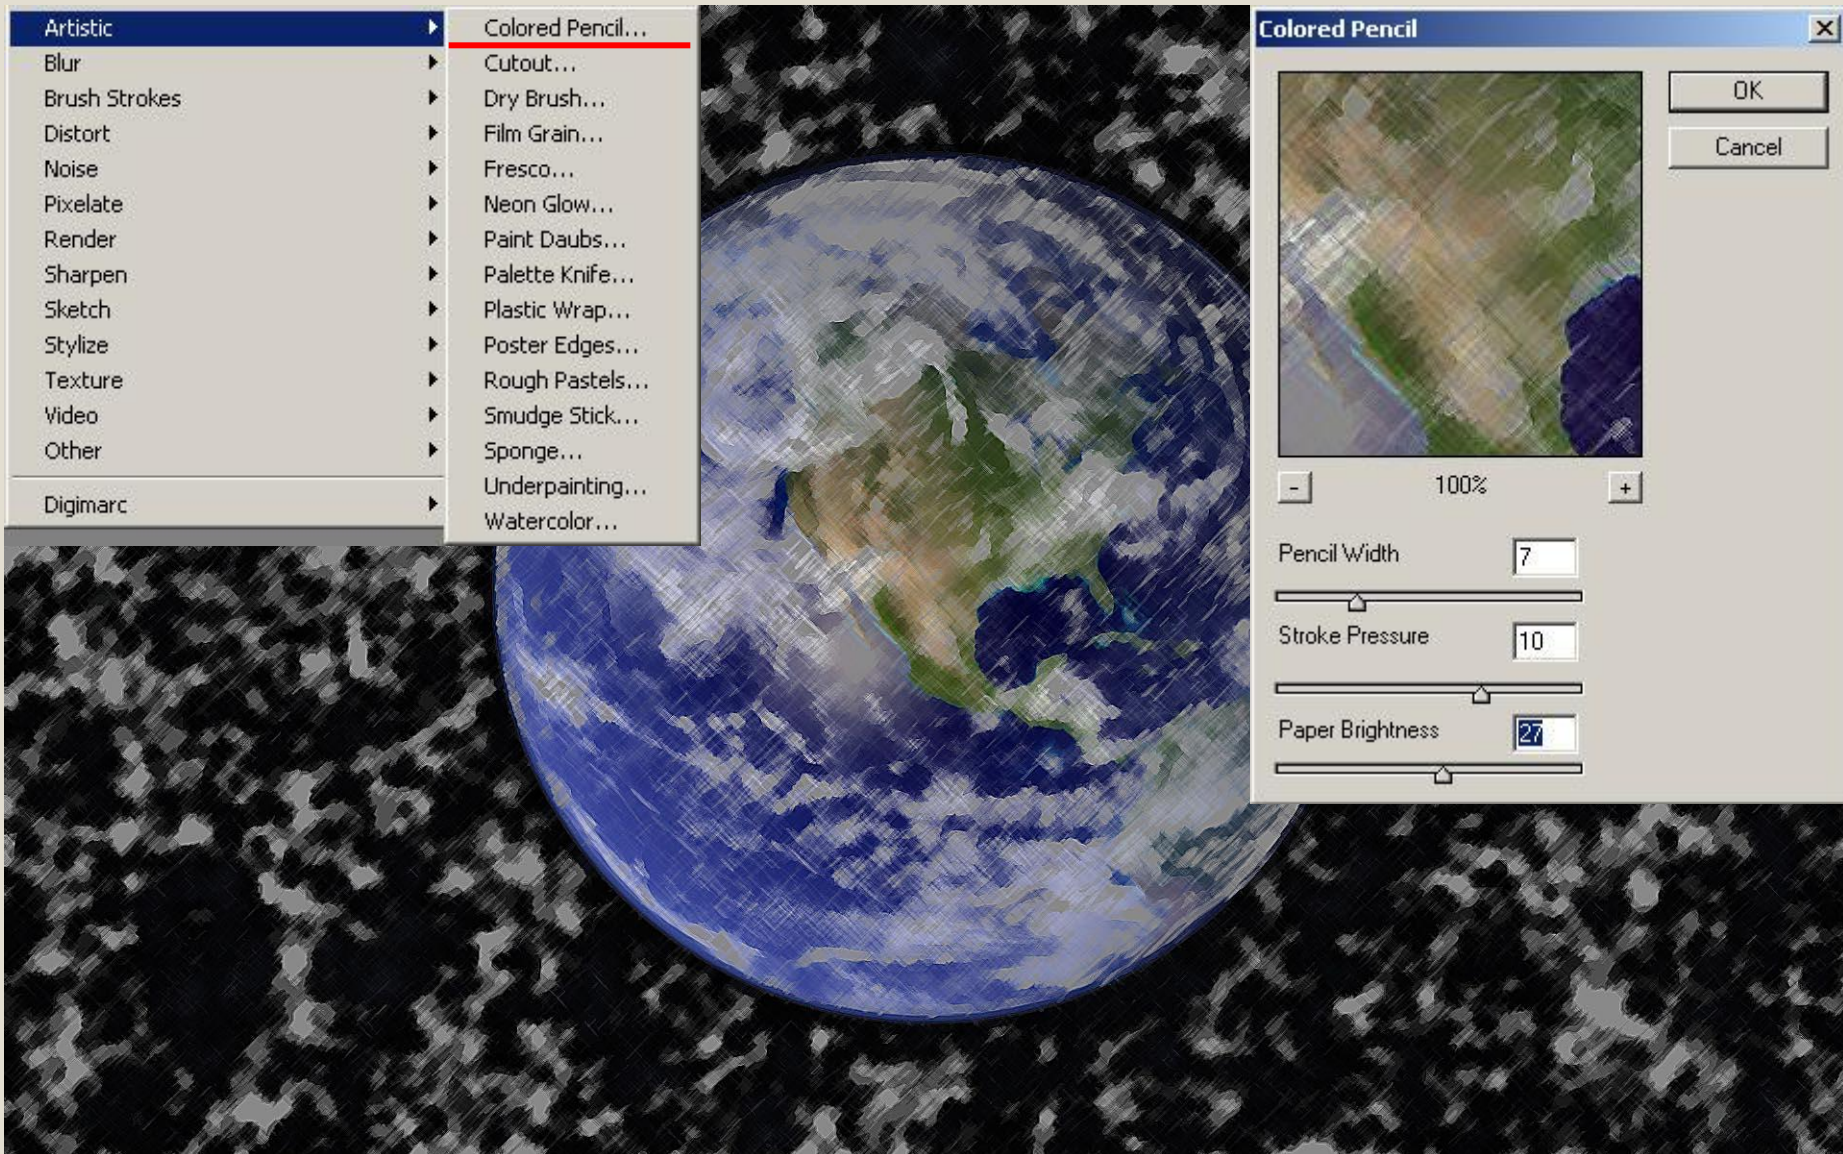 Artistic
Blur
Brush Strokes
Distort
Noise
Pixelate
Render
Sharpen
Sketch
Stylize
Texture
Video
Other
Digimarc
Colored Pencil...
Cutout...
Dry Brush...
Film Grain...
Fresco...
Neon Glow...
Paint Daubs...
Palette Knife...
Plastic Wrap...
Poster Edges...
Rough Pastels...
Smudge Stick...
Sponge...
Underpainting...
Watercolor...
Colored Pencil
OK
Cancel
- 100% +
Pencil Width 7
Stroke Pressure 10
Paper Brightness 27